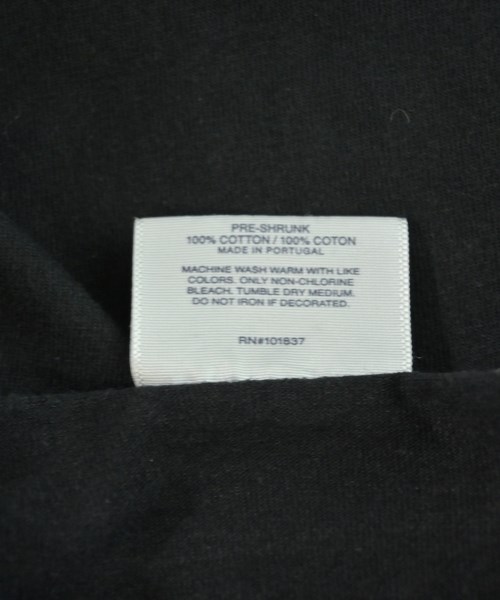 PRE-SHRUNK
100% COTTON / 100% COTON
MADE IN PORTUGAL
MACHINE WASH WARM WITH LIKE
COLORS. ONLY NON-CHLORINE
BLEACH. TUMBLE DRY MEDIUM.
DO NOT IRON IF DECORATED.
RN#101837